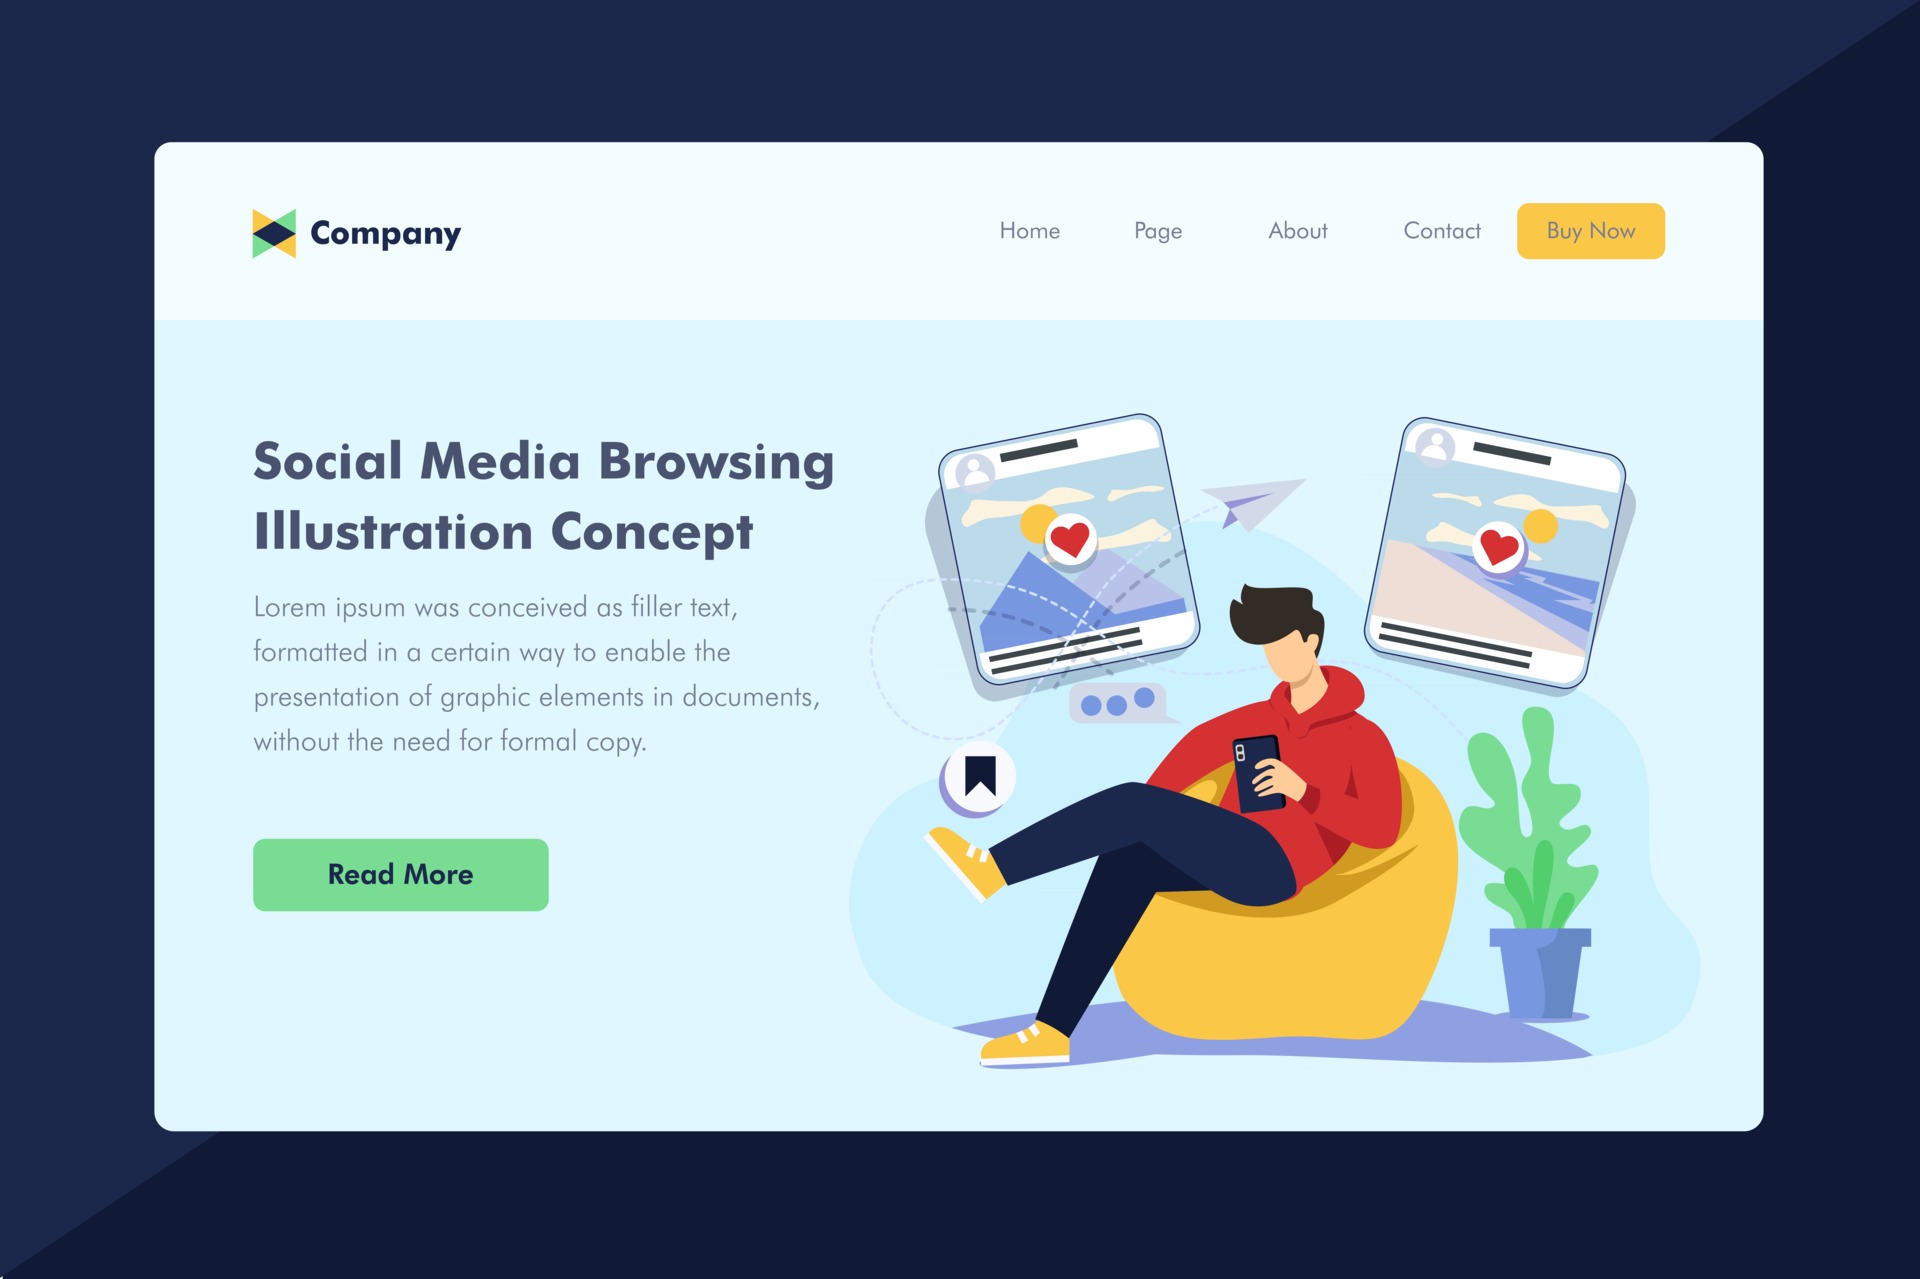 Company
Home
Page
About
Contact
Buy Now
Social Media Browsing
Illustration Concept
Lorem ipsum was conceived as filler text,
formatted in a certain way to enable the
presentation of graphic elements in documents,
without the need for formal copy.
Read More